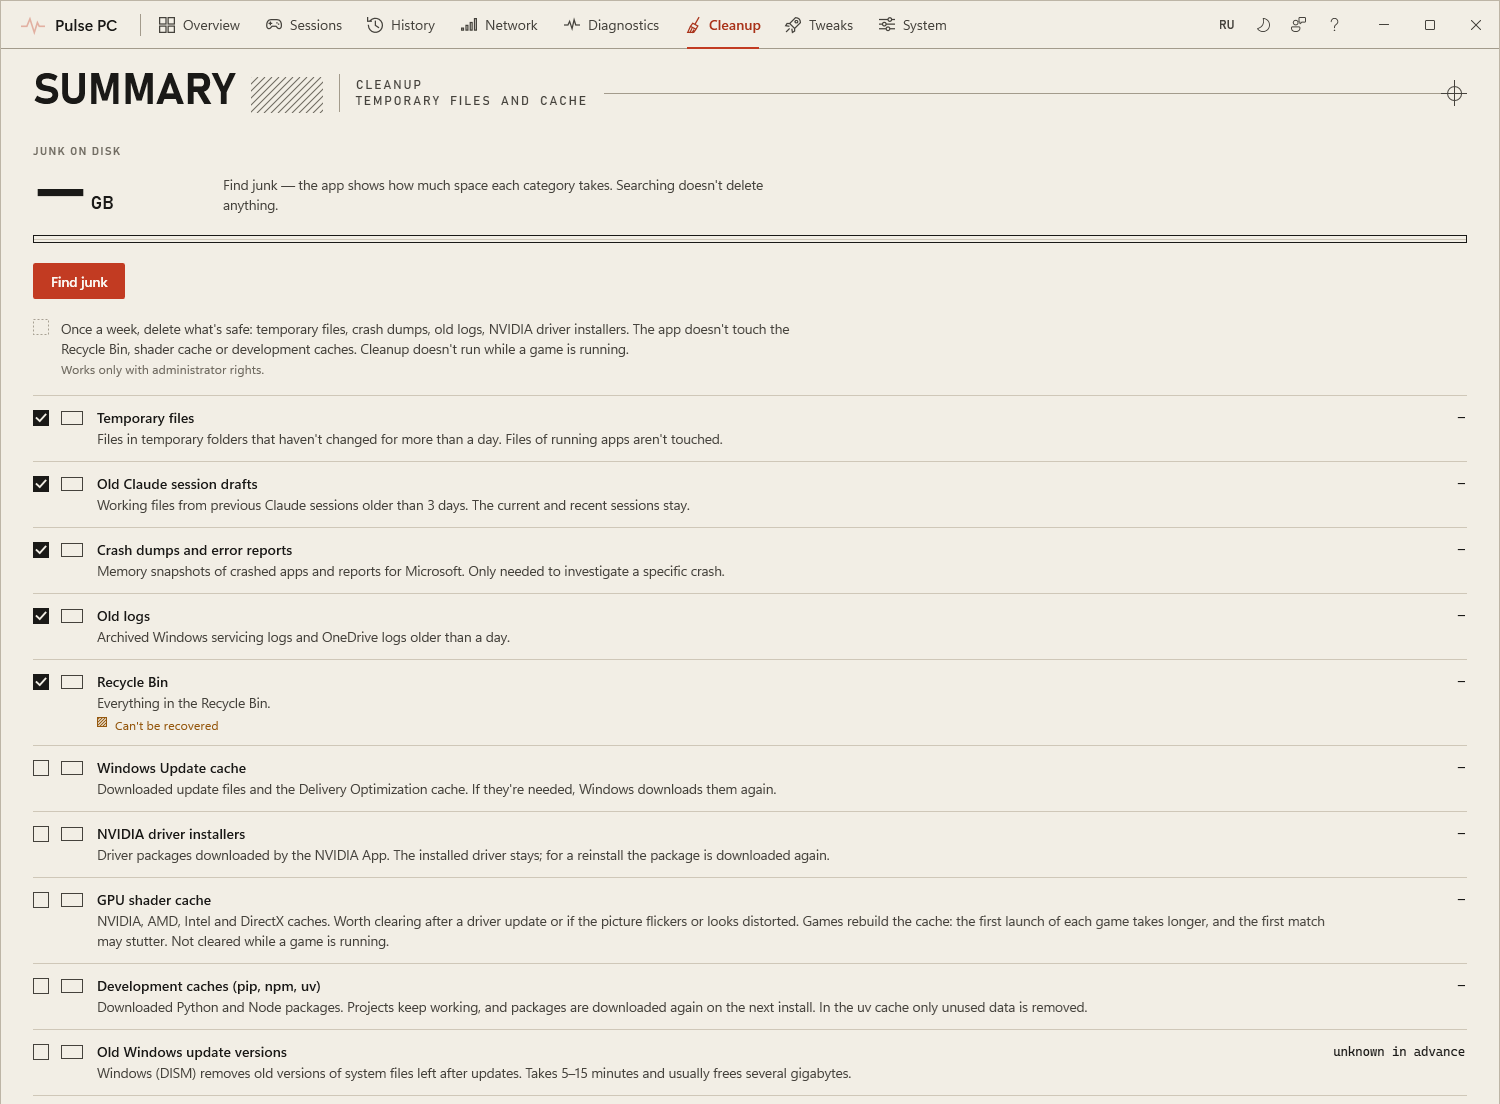 Pulse PC
Overview
Sessions
History
Network
Diagnostics
Cleanup
Tweaks
System
RU
SUMMARY
CLEANUP
TEMPORARY FILES AND CACHE
JUNK ON DISK
— GB
Find junk — the app shows how much space each category takes. Searching doesn't delete
anything.
Find junk
Once a week, delete what's safe: temporary files, crash dumps, old logs, NVIDIA driver installers. The app doesn't touch the
Recycle Bin, shader cache or development caches. Cleanup doesn't run while a game is running.
Works only with administrator rights.
Temporary files –
Files in temporary folders that haven't changed for more than a day. Files of running apps aren't touched.
Old Claude session drafts –
Working files from previous Claude sessions older than 3 days. The current and recent sessions stay.
Crash dumps and error reports –
Memory snapshots of crashed apps and reports for Microsoft. Only needed to investigate a specific crash.
Old logs –
Archived Windows servicing logs and OneDrive logs older than a day.
Recycle Bin –
Everything in the Recycle Bin.
Can't be recovered
Windows Update cache –
Downloaded update files and the Delivery Optimization cache. If they're needed, Windows downloads them again.
NVIDIA driver installers –
Driver packages downloaded by the NVIDIA App. The installed driver stays; for a reinstall the package is downloaded again.
GPU shader cache –
NVIDIA, AMD, Intel and DirectX caches. Worth clearing after a driver update or if the picture flickers or looks distorted. Games rebuild the cache: the first launch of each game takes longer, and the first match
may stutter. Not cleared while a game is running.
Development caches (pip, npm, uv) –
Downloaded Python and Node packages. Projects keep working, and packages are downloaded again on the next install. In the uv cache only unused data is removed.
Old Windows update versions unknown in advance
Windows (DISM) removes old versions of system files left after updates. Takes 5–15 minutes and usually frees several gigabytes.